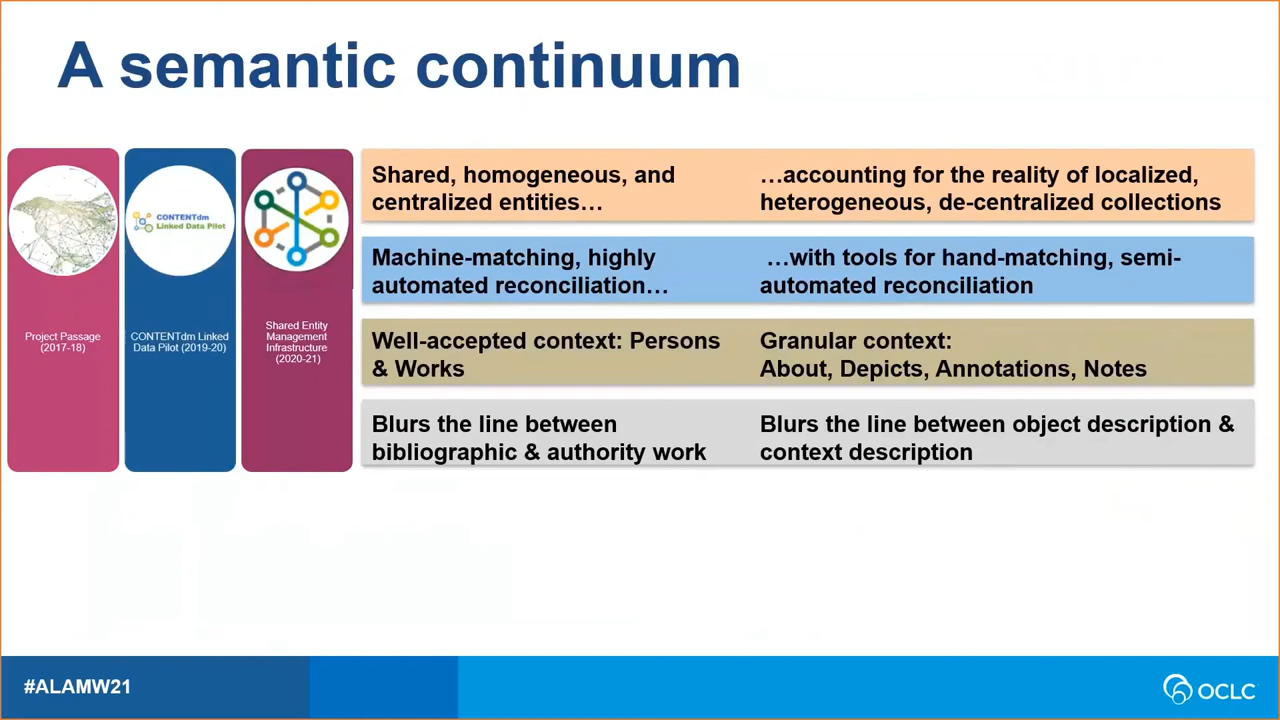 A semantic continuum
CONTENTdm
Linked Data Pilot
Project Passage
(2017-18)
CONTENTdm Linked
Data Pilot (2019-20)
Shared Entity
Management
Infrastructure
(2020-21)
Shared, homogeneous, and
centralized entities…
…accounting for the reality of localized,
heterogeneous, de-centralized collections
Machine-matching, highly
automated reconciliation…
…with tools for hand-matching, semi-
automated reconciliation
Well-accepted context: Persons
& Works
Granular context:
About, Depicts, Annotations, Notes
Blurs the line between
bibliographic & authority work
Blurs the line between object description &
context description
#ALAMW21
OCLC